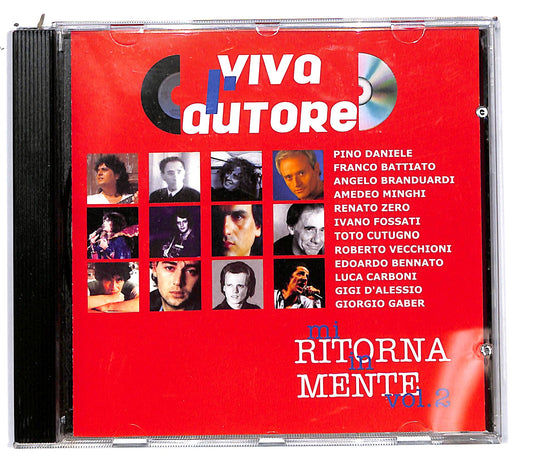 VIVA
l'
autore
PINO DANIELE
FRANCO BATTIATO
ANGELO BRANDUARDI
AMEDEO MINGHI
RENATO ZERO
IVANO FOSSATI
TOTO CUTUGNO
ROBERTO VECCHIONI
EDOARDO BENNATO
LUCA CARBONI
GIGI D'ALESSIO
GIORGIO GABER
mi
RITORNA
in
MENTE
vol.2